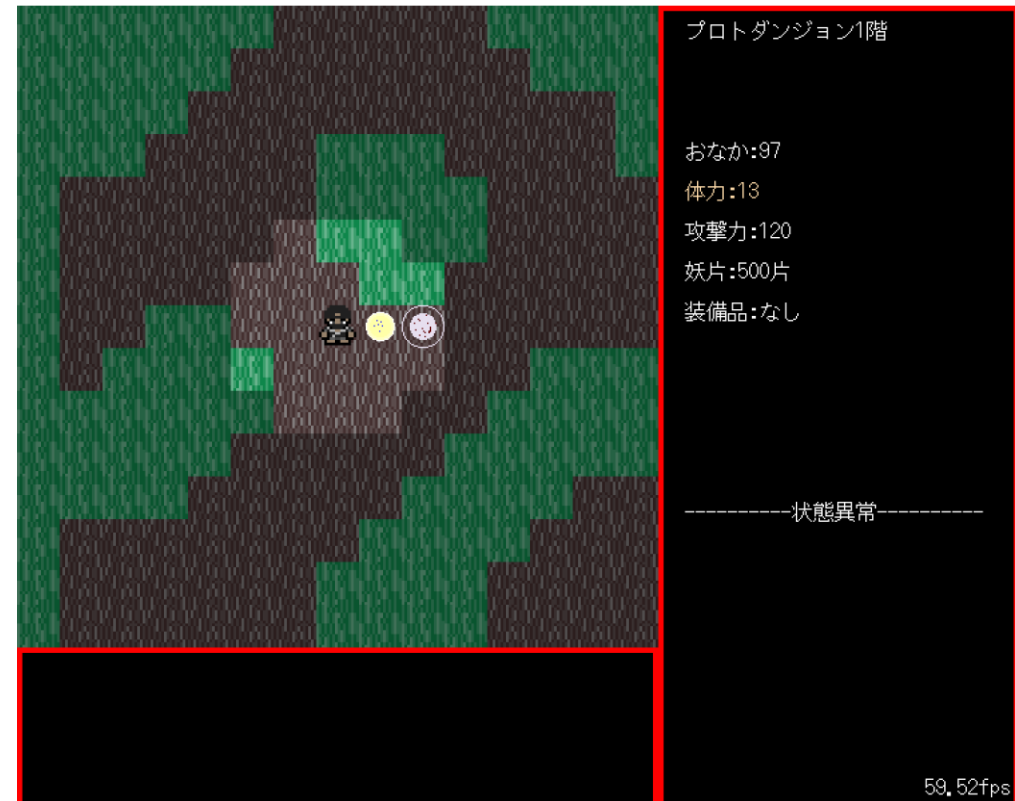 プロトダンジョン1階
おなか:97
体力:13
攻撃力:120
妖片:500片
装備品:なし
----------状態異常----------
59.52fps